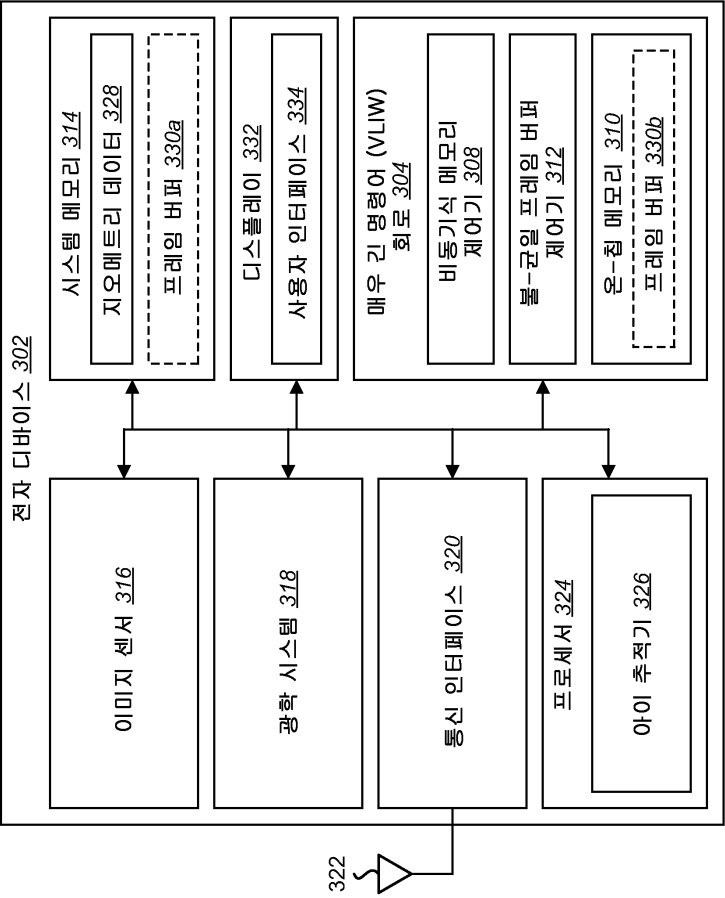 전자 디바이스 302
이미지 센서 316
광학 시스템 318
통신 인터페이스 320
프로세서 324
아이 추적기 326
322
시스템 메모리 314
지오메트리 데이터 328
프레임 버퍼 330a
디스플레이 332
사용자 인터페이스 334
매우 긴 명령어 (VLIW)
회로 304
비동기식 메모리
제어기 308
불-균일 프레임 버퍼
제어기 312
온-칩 메모리 310
프레임 버퍼 330b